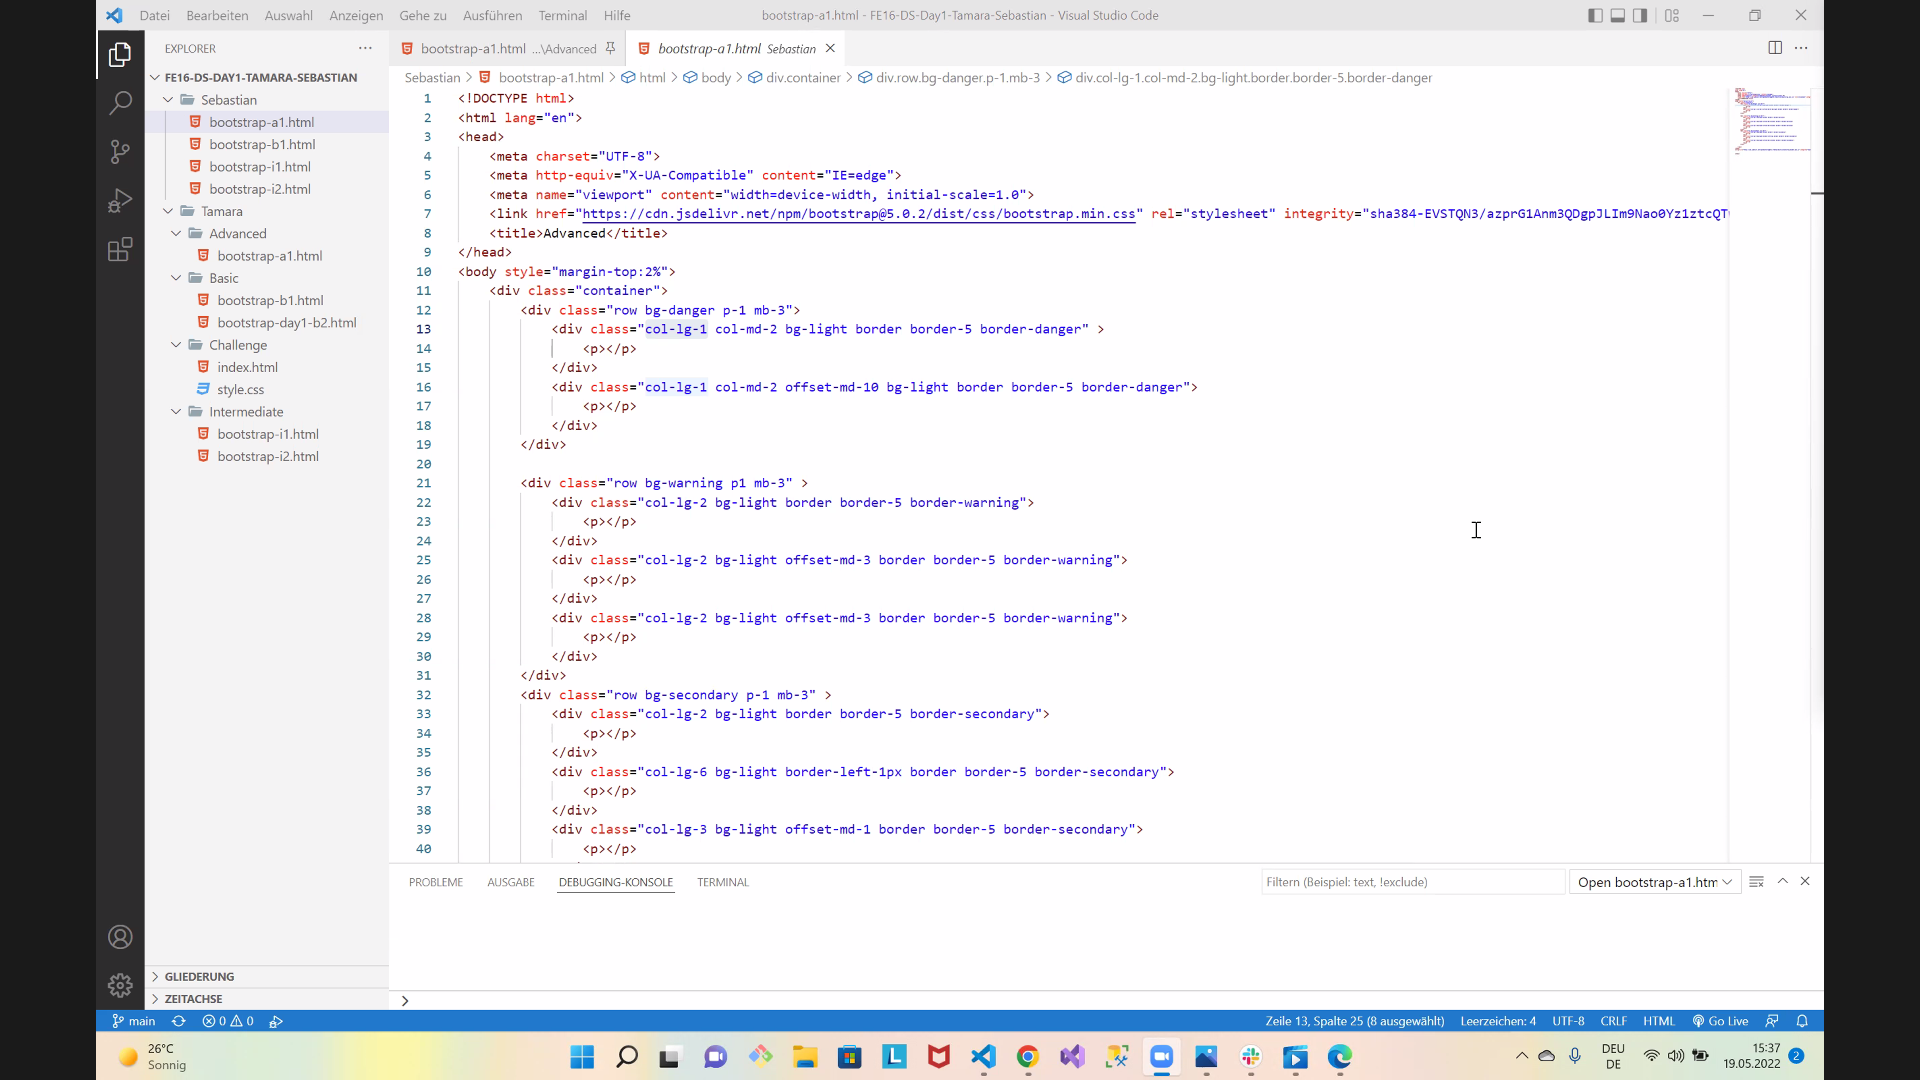 Datei Bearbeiten Auswahl Anzeigen Gehe zu Ausführen Terminal Hilfe bootstrap-a1.html - FE16-DS-Day1-Tamara-Sebastian - Visual Studio Code
EXPLORER
bootstrap-a1.html ...\Advanced bootstrap-a1.html Sebastian
FE16-DS-DAY1-TAMARA-SEBASTIAN
Sebastian
bootstrap-a1.html
bootstrap-b1.html
bootstrap-i1.html
bootstrap-i2.html
Tamara
Advanced
bootstrap-a1.html
Basic
bootstrap-b1.html
bootstrap-day1-b2.html
Challenge
index.html
style.css
Intermediate
bootstrap-i1.html
bootstrap-i2.html
GLIEDERUNG
ZEITACHSE
Sebastian > bootstrap-a1.html > html > body > div.container > div.row.bg-danger.p-1.mb-3 > div.col-lg-1.col-md-2.bg-light.border.border-5.border-danger
1 <!DOCTYPE html>
2 <html lang="en">
3 <head>
4 <meta charset="UTF-8">
5 <meta http-equiv="X-UA-Compatible" content="IE=edge">
6 <meta name="viewport" content="width=device-width, initial-scale=1.0">
7 <link href="https://cdn.jsdelivr.net/npm/bootstrap@5.0.2/dist/css/bootstrap.min.css" rel="stylesheet" integrity="sha384-EVSTQN3/azprG1Anm3QDgpJLIm9Nao0Yz1ztcQT
8 <title>Advanced</title>
9 </head>
10 <body style="margin-top:2%">
11 <div class="container">
12 <div class="row bg-danger p-1 mb-3">
13 <div class="col-lg-1 col-md-2 bg-light border border-5 border-danger" >
14 <p></p>
15 </div>
16 <div class="col-lg-1 col-md-2 offset-md-10 bg-light border border-5 border-danger">
17 <p></p>
18 </div>
19 </div>
20
21 <div class="row bg-warning p1 mb-3" >
22 <div class="col-lg-2 bg-light border border-5 border-warning">
23 <p></p>
24 </div>
25 <div class="col-lg-2 bg-light offset-md-3 border border-5 border-warning">
26 <p></p>
27 </div>
28 <div class="col-lg-2 bg-light offset-md-3 border border-5 border-warning">
29 <p></p>
30 </div>
31 </div>
32 <div class="row bg-secondary p-1 mb-3" >
33 <div class="col-lg-2 bg-light border border-5 border-secondary">
34 <p></p>
35 </div>
36 <div class="col-lg-6 bg-light border-left-1px border border-5 border-secondary">
37 <p></p>
38 </div>
39 <div class="col-lg-3 bg-light offset-md-1 border border-5 border-secondary">
40 <p></p>
PROBLEME AUSGABE DEBUGGING-KONSOLE TERMINAL Filtern (Beispiel: text, !exclude) Open bootstrap-a1.htm
main 0 0 Zeile 13, Spalte 25 (8 ausgewählt) Leerzeichen: 4 UTF-8 CRLF HTML Go Live
26°C
Sonnig
DEU
DE
15:37
19.05.2022
2